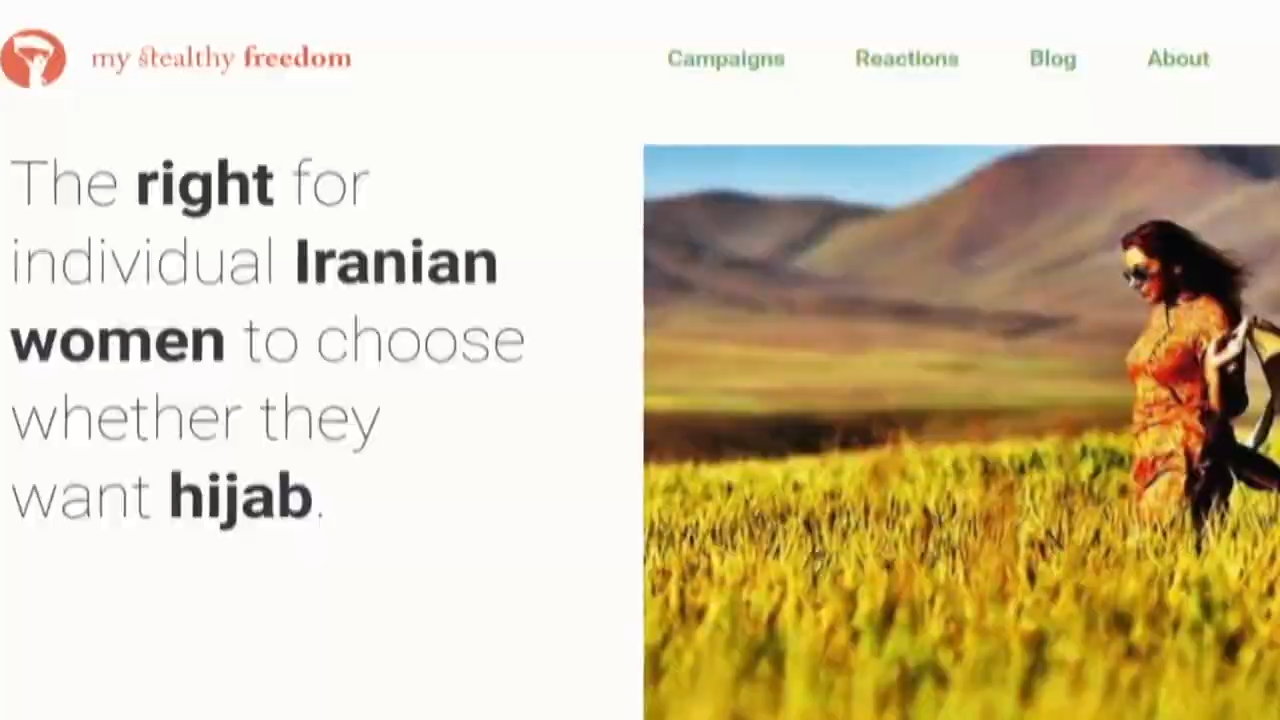 my stealthy freedom
Campaigns
Reactions
Blog
About
The right for
individual Iranian
women to choose
whether they
want hijab.